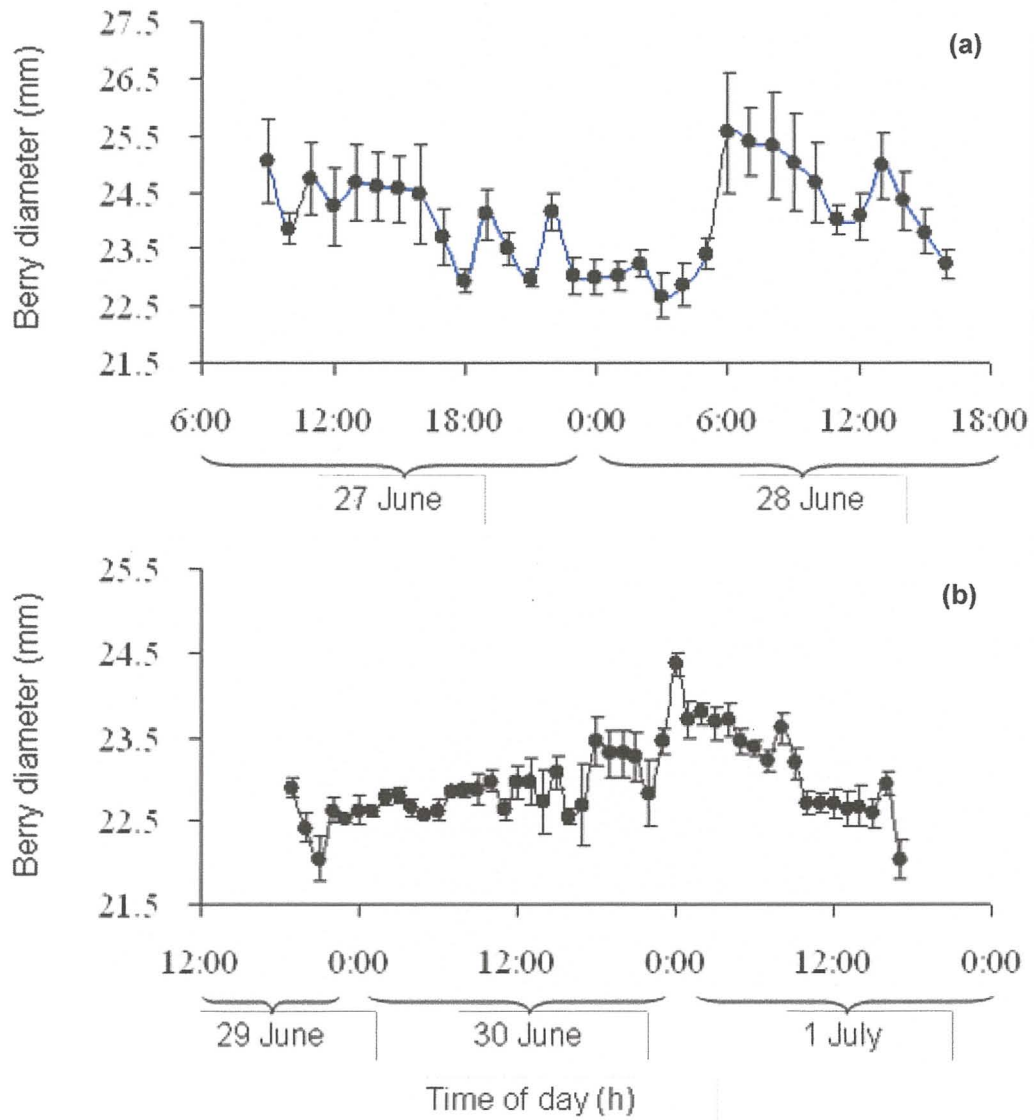 (a)
Berry diameter (mm)
27.5
26.5
25.5
24.5
23.5
22.5
21.5
6:00 12:00 18:00 0:00 6:00 12:00 18:00
27 June 28 June
(b)
Berry diameter (mm)
25.5
24.5
23.5
22.5
21.5
12:00 0:00 12:00 0:00 12:00 0:00
29 June 30 June 1 July
Time of day (h)